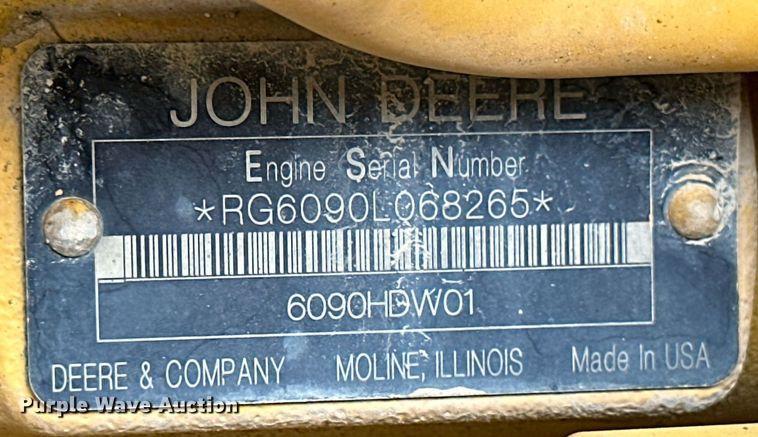 JOHN DEERE
Engine Serial Number
*RG6090L068265*
6090HDW01
DEERE & COMPANY MOLINE, ILLINOIS Made In USA
Purple Wave Auction